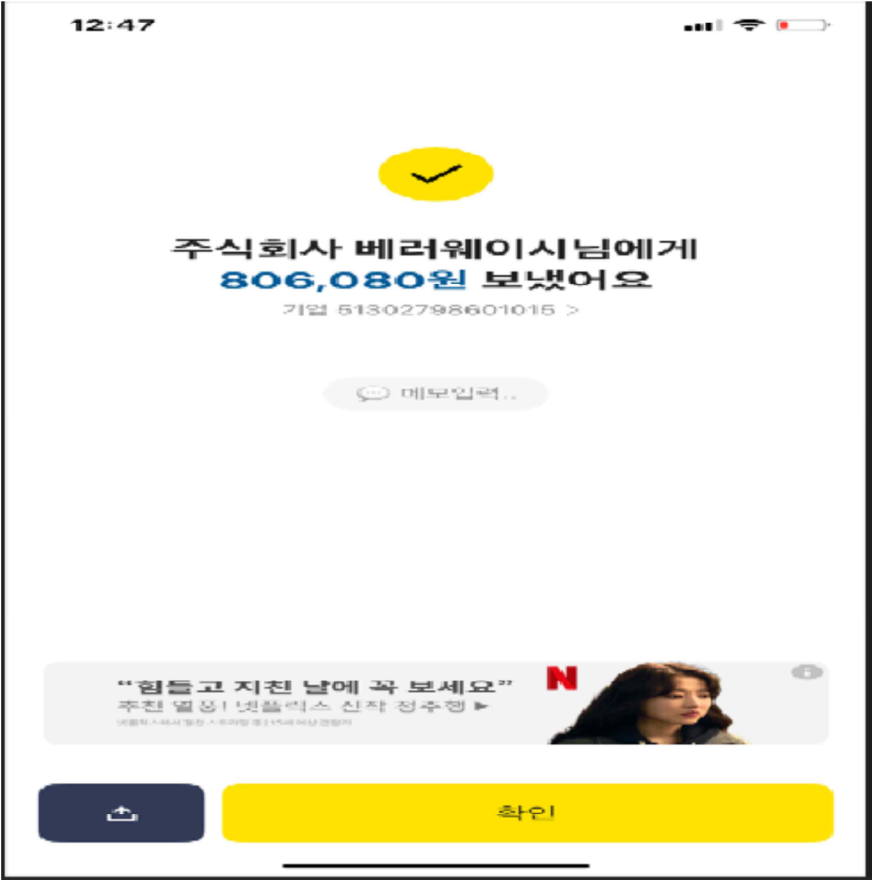 12:47
주식회사 베러웨이시님에게
806,080원 보냈어요
기업 51302798601015 >
메모입력..
“힘들고 지친 날에 꼭 보세요”
N
추천 열풍! 넷플릭스 신작 정주행 ▶
확인